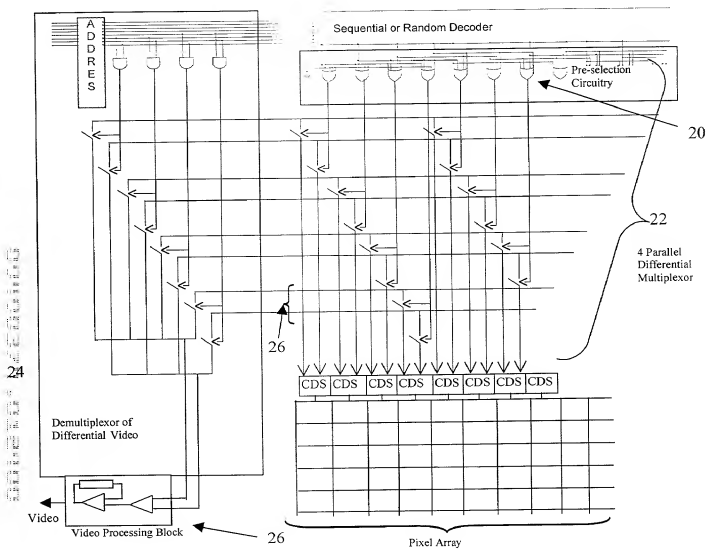 A
D
D
R
E
S
Sequential or Random Decoder
Pre-selection
Circuitry
20
22
4 Parallel
Differential
Multiplexor
26
24
CDS CDS CDS CDS CDS CDS CDS CDS
Demultiplexor of
Differential Video
Video
Video Processing Block
26
Pixel Array